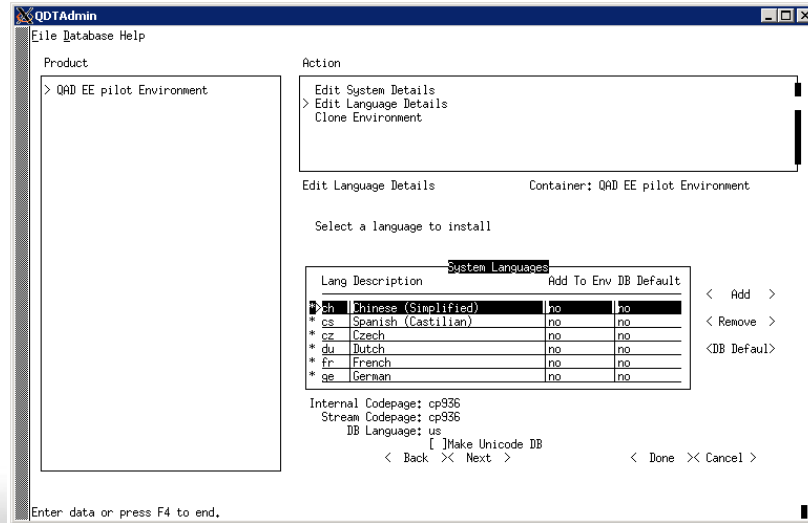 QDTAdmin
File Database Help
Product
Action
> QAD EE pilot Environment
Edit System Details
> Edit Language Details
Clone Environment
Edit Language Details Container: QAD EE pilot Environment
Select a language to install
System Languages
Lang Description Add To Env DB Default
*>ch Chinese (Simplified) no no
* cs Spanish (Castilian) no no
* cz Czech no no
* du Dutch no no
* fr French no no
* ge German no no
< Add >
< Remove >
<DB Defaul>
Internal Codepage: cp936
Stream Codepage: cp936
DB Language: us
[ ]Make Unicode DB
< Back >< Next > < Done >< Cancel >
Enter data or press F4 to end.